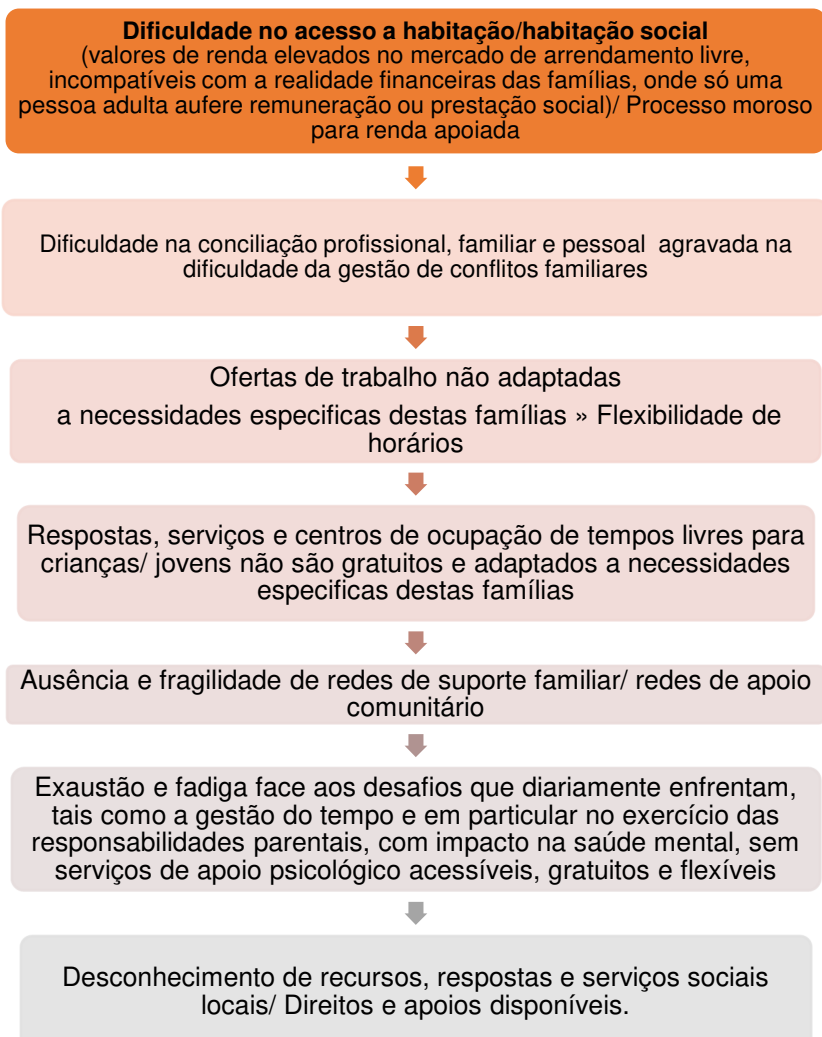 Dificuldade no acesso a habitação/habitação social
(valores de renda elevados no mercado de arrendamento livre,
incompatíveis com a realidade financeiras das famílias, onde só uma
pessoa adulta aufere remuneração ou prestação social)/ Processo moroso
para renda apoiada
Dificuldade na conciliação profissional, familiar e pessoal agravada na
dificuldade da gestão de conflitos familiares
Ofertas de trabalho não adaptadas
a necessidades especificas destas famílias » Flexibilidade de
horários
Respostas, serviços e centros de ocupação de tempos livres para
crianças/ jovens não são gratuitos e adaptados a necessidades
especificas destas famílias
Ausência e fragilidade de redes de suporte familiar/ redes de apoio
comunitário
Exaustão e fadiga face aos desafios que diariamente enfrentam,
tais como a gestão do tempo e em particular no exercício das
responsabilidades parentais, com impacto na saúde mental, sem
serviços de apoio psicológico acessíveis, gratuitos e flexíveis
Desconhecimento de recursos, respostas e serviços sociais
locais/ Direitos e apoios disponíveis.